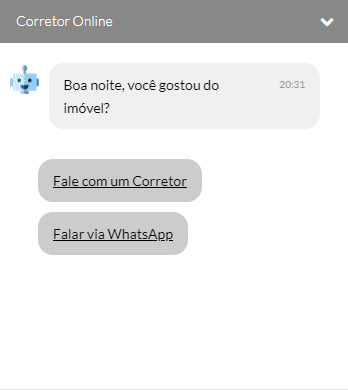 Corretor Online
Boa noite, você gostou do 20:31
imóvel?
Fale com um Corretor
Falar via WhatsApp